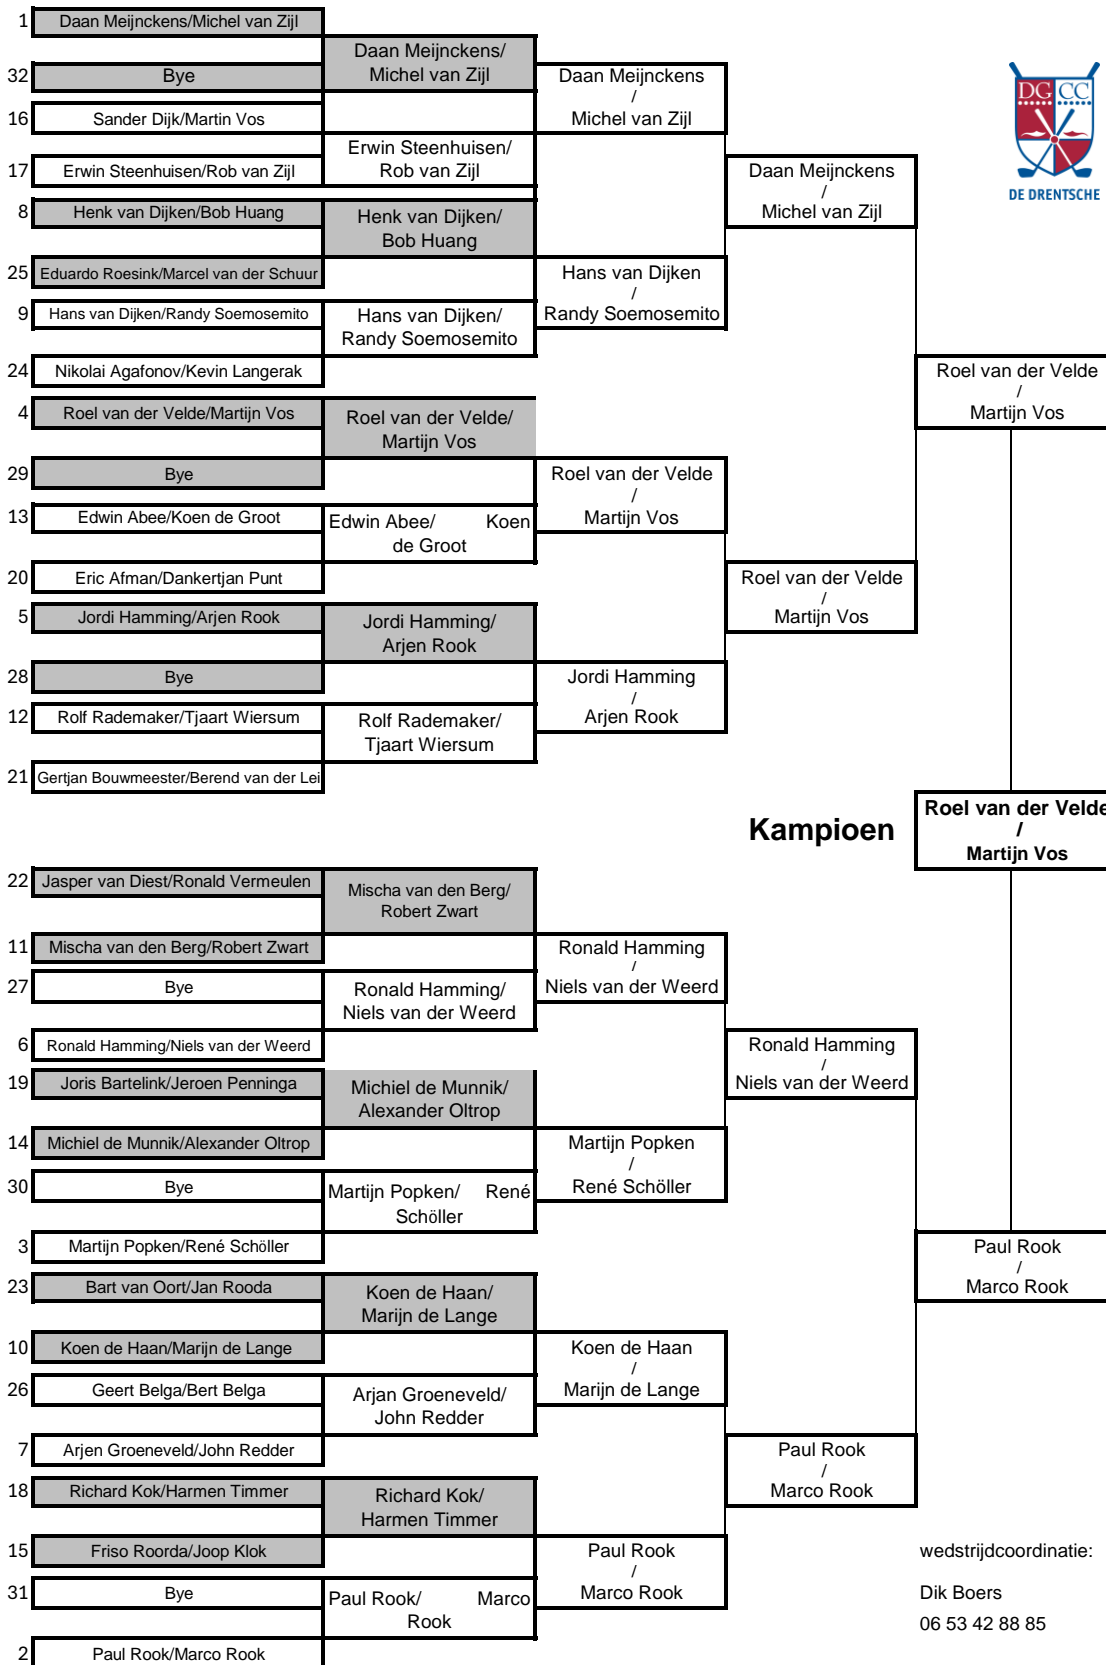 1 Daan Meijnckens/Michel van Zijl
32 Bye
16 Sander Dijk/Martin Vos
17 Erwin Steenhuisen/Rob van Zijl
8 Henk van Dijken/Bob Huang
25 Eduardo Roesink/Marcel van der Schuur
9 Hans van Dijken/Randy Soemosemito
24 Nikolai Agafonov/Kevin Langerak
4 Roel van der Velde/Martijn Vos
29 Bye
13 Edwin Abee/Koen de Groot
20 Eric Afman/Dankertjan Punt
5 Jordi Hamming/Arjen Rook
28 Bye
12 Rolf Rademaker/Tjaart Wiersum
21 Gertjan Bouwmeester/Berend van der Lei
22 Jasper van Diest/Ronald Vermeulen
11 Mischa van den Berg/Robert Zwart
27 Bye
6 Ronald Hamming/Niels van der Weerd
19 Joris Bartelink/Jeroen Penninga
14 Michiel de Munnik/Alexander Oltrop
30 Bye
3 Martijn Popken/René Schöller
23 Bart van Oort/Jan Rooda
10 Koen de Haan/Marijn de Lange
26 Geert Belga/Bert Belga
7 Arjen Groeneveld/John Redder
18 Richard Kok/Harmen Timmer
15 Friso Roorda/Joop Klok
31 Bye
2 Paul Rook/Marco Rook
Daan Meijnckens/
Michel van Zijl
Erwin Steenhuisen/
Rob van Zijl
Henk van Dijken/
Bob Huang
Hans van Dijken/
Randy Soemosemito
Roel van der Velde/
Martijn Vos
Edwin Abee/ Koen
de Groot
Jordi Hamming/
Arjen Rook
Rolf Rademaker/
Tjaart Wiersum
Mischa van den Berg/
Robert Zwart
Ronald Hamming/
Niels van der Weerd
Michiel de Munnik/
Alexander Oltrop
Martijn Popken/ René
Schöller
Koen de Haan/
Marijn de Lange
Arjan Groeneveld/
John Redder
Richard Kok/
Harmen Timmer
Paul Rook/ Marco
Rook
Daan Meijnckens
/
Michel van Zijl
Hans van Dijken
/
Randy Soemosemito
Roel van der Velde
/
Martijn Vos
Jordi Hamming
/
Arjen Rook
Ronald Hamming
/
Niels van der Weerd
Martijn Popken
/
René Schöller
Koen de Haan
/
Marijn de Lange
Paul Rook
/
Marco Rook
Daan Meijnckens
/
Michel van Zijl
Roel van der Velde
/
Martijn Vos
Ronald Hamming
/
Niels van der Weerd
Paul Rook
/
Marco Rook
DG CC
DE DRENTSCHE
Roel van der Velde
/
Martijn Vos
Kampioen
Roel van der Velde
/
Martijn Vos
Paul Rook
/
Marco Rook
wedstrijdcoordinatie:
Dik Boers
06 53 42 88 85